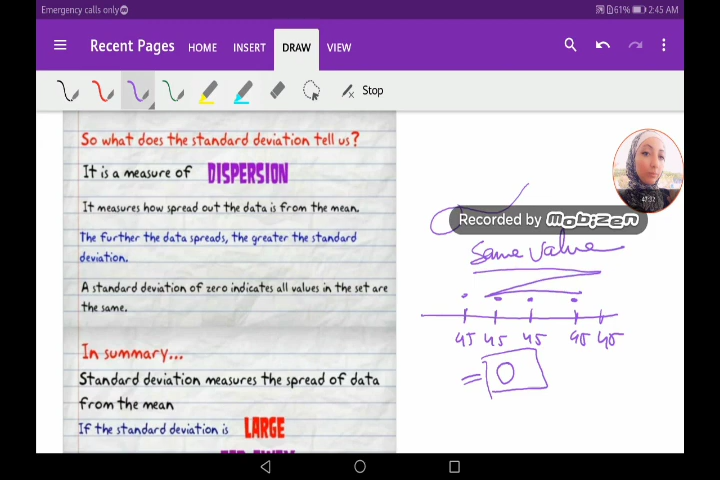 Emergency calls only
61% 2:45 AM
Recent Pages HOME INSERT DRAW VIEW
Stop
So what does the standard deviation tell us?
It is a measure of DISPERSION
It measures how spread out the data is from the mean.
The further the data spreads, the greater the standard
deviation.
A standard deviation of zero indicates all values in the set are
the same.
In summary...
Standard deviation measures the spread of data
from the mean
If the standard deviation is LARGE
47:32
Recorded by Mobizen
Same value
45 45 45 45 45
= 0